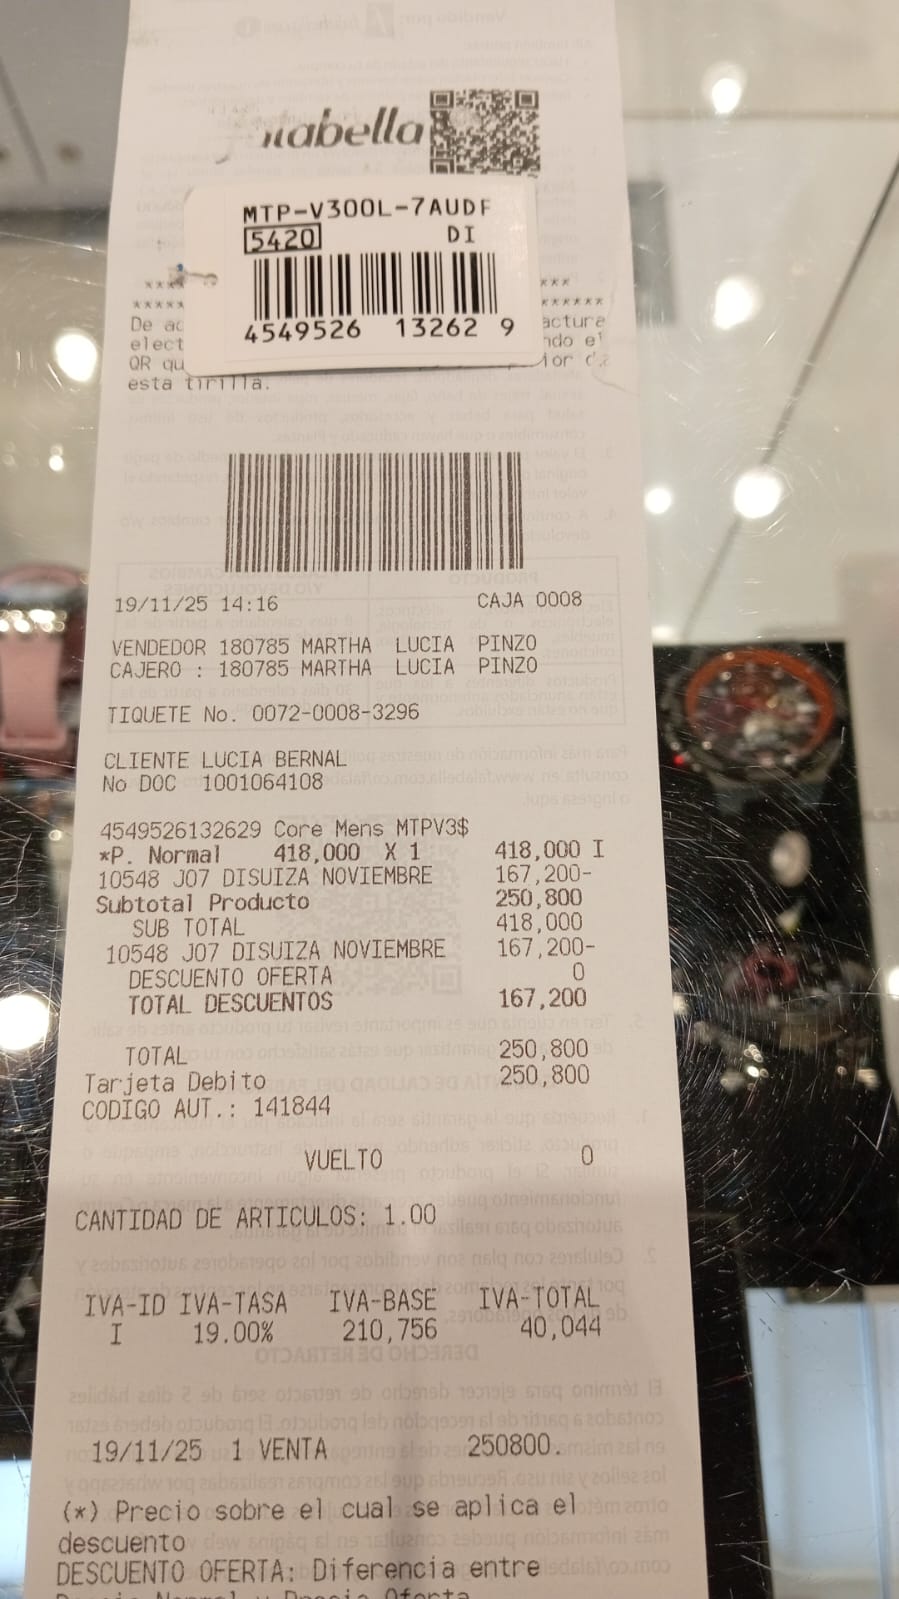 MTP-V300L-7AUDF
5420 DI
4549526 13262 9
De
elect
QR
esta tirilla.
19/11/25 14:16 CAJA 0008
VENDEDOR 180785 MARTHA LUCIA PINZO
CAJERO : 180785 MARTHA LUCIA PINZO
TIQUETE No. 0072-0008-3296
CLIENTE LUCIA BERNAL
No DOC 1001064108
4549526132629 Core Mens MTPV3$
*P. Normal 418,000 X 1 418,000 I
10548 J07 DISUIZA NOVIEMBRE 167,200-
Subtotal Producto 250,800
SUB TOTAL 418,000
10548 J07 DISUIZA NOVIEMBRE 167,200-
DESCUENTO OFERTA 0
TOTAL DESCUENTOS 167,200
TOTAL 250,800
Tarjeta Debito 250,800
CODIGO AUT.: 141844
VUELTO 0
CANTIDAD DE ARTICULOS: 1.00
IVA-ID IVA-TASA IVA-BASE IVA-TOTAL
I 19.00% 210,756 40,044
19/11/25 1 VENTA 250800.
(*) Precio sobre el cual se aplica el
descuento
DESCUENTO OFERTA: Diferencia entre